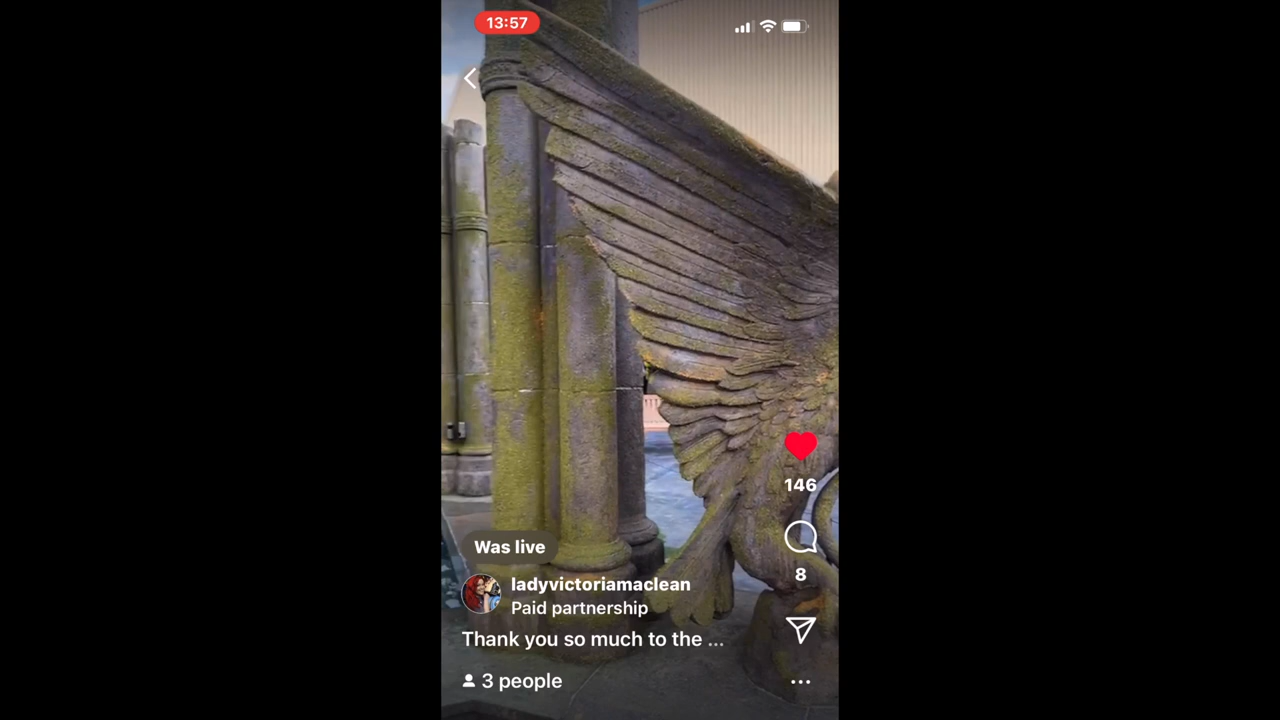 13:57
146
Was live
8
ladyvictoriamaclean
Paid partnership
Thank you so much to the ...
3 people